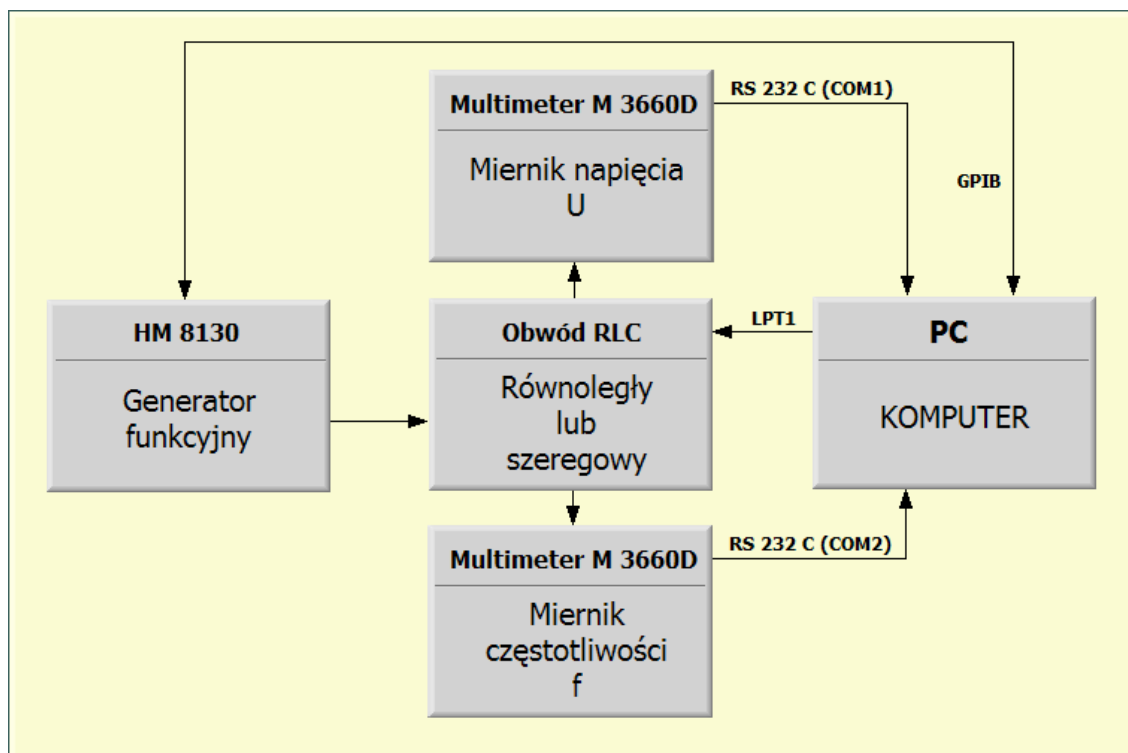 Multimeter M 3660D
Miernik napięcia
U
RS 232 C (COM1)
GPIB
HM 8130
Generator
funkcyjny
Obwód RLC
Równoległy
lub
szeregowy
LPT1
PC
KOMPUTER
Multimeter M 3660D
Miernik
częstotliwości
f
RS 232 C (COM2)